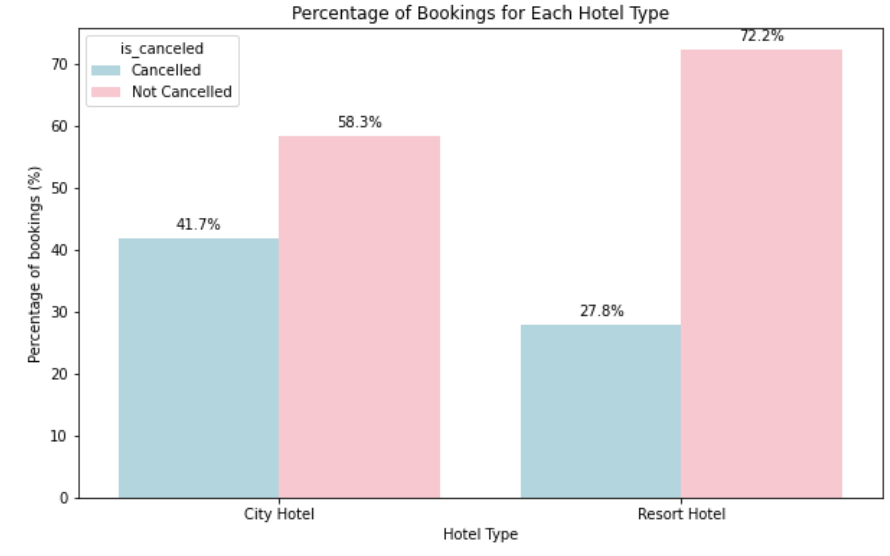 Percentage of Bookings for Each Hotel Type
is_canceled
Cancelled
Not Cancelled
72.2%
58.3%
41.7%
27.8%
70
60
50
40
30
20
10
0
Percentage of bookings (%)
City Hotel
Resort Hotel
Hotel Type